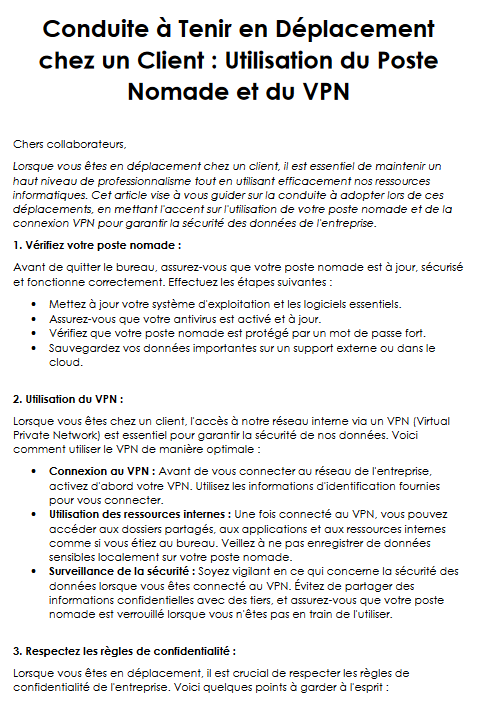 Conduite à Tenir en Déplacement
chez un Client : Utilisation du Poste
Nomade et du VPN
Chers collaborateurs,
Lorsque vous êtes en déplacement chez un client, il est essentiel de maintenir un
haut niveau de professionnalisme tout en utilisant efficacement nos ressources
informatiques. Cet article vise à vous guider sur la conduite à adopter lors de ces
déplacements, en mettant l'accent sur l'utilisation de votre poste nomade et de la
connexion VPN pour garantir la sécurité des données de l'entreprise.
1. Vérifiez votre poste nomade :
Avant de quitter le bureau, assurez-vous que votre poste nomade est à jour, sécurisé
et fonctionne correctement. Effectuez les étapes suivantes :
• Mettez à jour votre système d'exploitation et les logiciels essentiels.
• Assurez-vous que votre antivirus est activé et à jour.
• Vérifiez que votre poste nomade est protégé par un mot de passe fort.
• Sauvegardez vos données importantes sur un support externe ou dans le
cloud.
2. Utilisation du VPN :
Lorsque vous êtes chez un client, l'accès à notre réseau interne via un VPN (Virtual
Private Network) est essentiel pour garantir la sécurité de nos données. Voici
comment utiliser le VPN de manière optimale :
• Connexion au VPN : Avant de vous connecter au réseau de l'entreprise,
activez d'abord votre VPN. Utilisez les informations d'identification fournies
pour vous connecter.
• Utilisation des ressources internes : Une fois connecté au VPN, vous pouvez
accéder aux dossiers partagés, aux applications et aux ressources internes
comme si vous étiez au bureau. Veillez à ne pas enregistrer de données
sensibles localement sur votre poste nomade.
• Surveillance de la sécurité : Soyez vigilant en ce qui concerne la sécurité des
données lorsque vous êtes connecté au VPN. Évitez de partager des
informations confidentielles avec des tiers, et assurez-vous que votre poste
nomade est verrouillé lorsque vous n'êtes pas en train de l'utiliser.
3. Respectez les règles de confidentialité :
Lorsque vous êtes en déplacement, il est crucial de respecter les règles de
confidentialité de l'entreprise. Voici quelques points à garder à l'esprit :